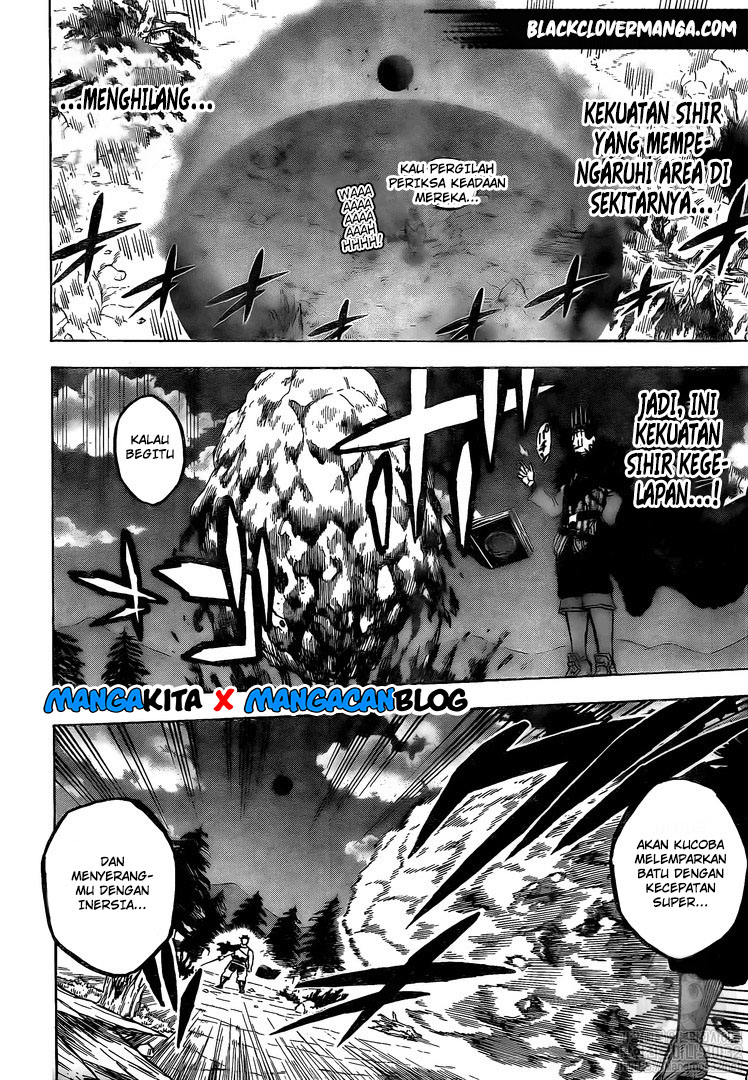 BLACKCLOVERMANGA.COM
KEKUATAN SIHIR
YANG MEMPE-
NGARUHI AREA DI
SEKITARNYA...
...MENGHILANG...
KAU PERGILAH
PERIKSA KEADAAN
MEREKA...
WAAA
AAAA
AAAA
AAAH
HHHH!
JADI, INI
KEKUATAN
SIHIR KEGE-
LAPAN...!
KALAU
BEGITU
MANGAKITA X MANGACANBLOG
AKAN KUCOBA
MELEMPARKAN
BATU DENGAN
KECEPATAN
SUPER...
DAN
MENYERANG-
MU DENGAN
INERSIA...